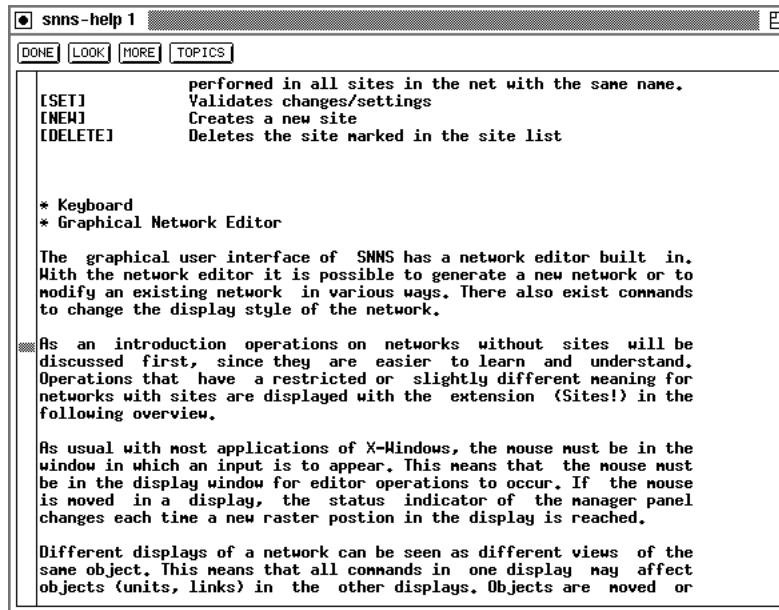 snns-help 1
DONE LOOK MORE TOPICS
performed in all sites in the net with the same name.
[SET] Validates changes/settings
[NEW] Creates a new site
[DELETE] Deletes the site marked in the site list
* Keyboard
* Graphical Network Editor
The graphical user interface of SNNS has a network editor built in.
With the network editor it is possible to generate a new network or to
modify an existing network in various ways. There also exist commands
to change the display style of the network.
As an introduction operations on networks without sites will be
discussed first, since they are easier to learn and understand.
Operations that have a restricted or slightly different meaning for
networks with sites are displayed with the extension (Sites!) in the
following overview.
As usual with most applications of X-Windows, the mouse must be in the
window in which an input is to appear. This means that the mouse must
be in the display window for editor operations to occur. If the mouse
is moved in a display, the status indicator of the manager panel
changes each time a new raster postion in the display is reached.
Different displays of a network can be seen as different views of the
same object. This means that all commands in one display may affect
objects (units, links) in the other displays. Objects are moved or